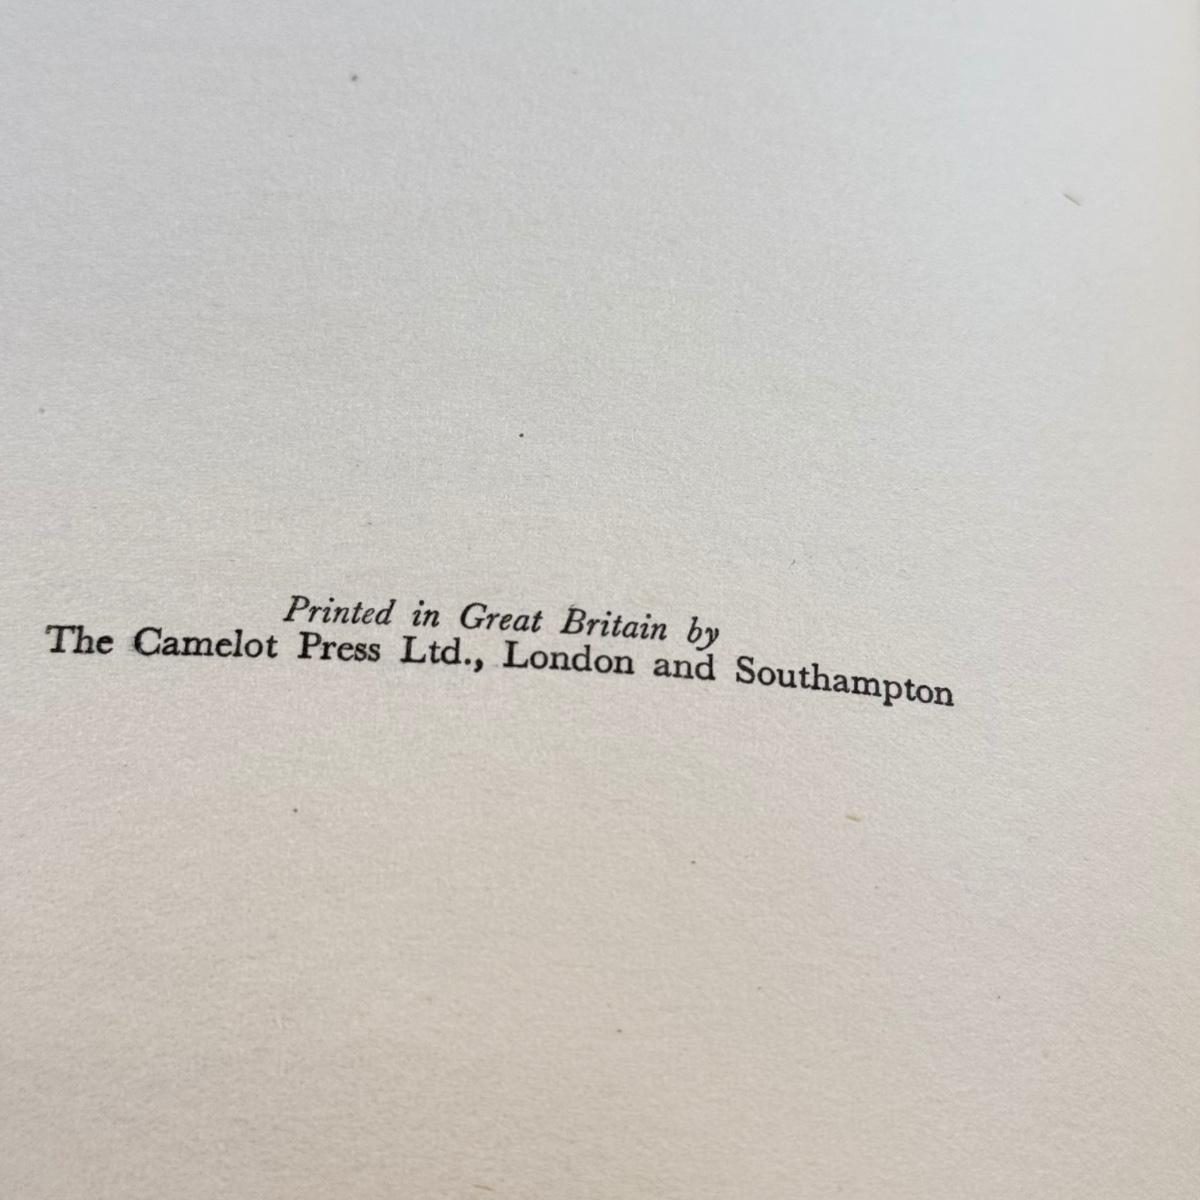 Printed in Great Britain by
The Camelot Press Ltd., London and Southampton